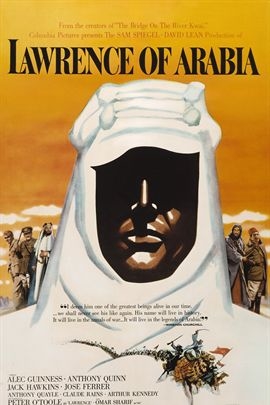 From the creators of "The Bridge On The River Kwai."
Columbia Pictures presents The SAM SPIEGEL · DAVID LEAN Production of
LAWRENCE OF ARABIA
"I deem him one of the greatest beings alive in our time.
...we shall never see his like again. His name will live in history.
It will live in the annals of war... It will live in the legends of Arabia!"
WINSTON CHURCHILL
ALEC GUINNESS · ANTHONY QUINN
JACK HAWKINS · JOSE FERRER
ANTHONY QUAYLE · CLAUDE RAINS · ARTHUR KENNEDY
PETER O'TOOLE as 'LAWRENCE' · OMAR SHARIF as 'ALI'